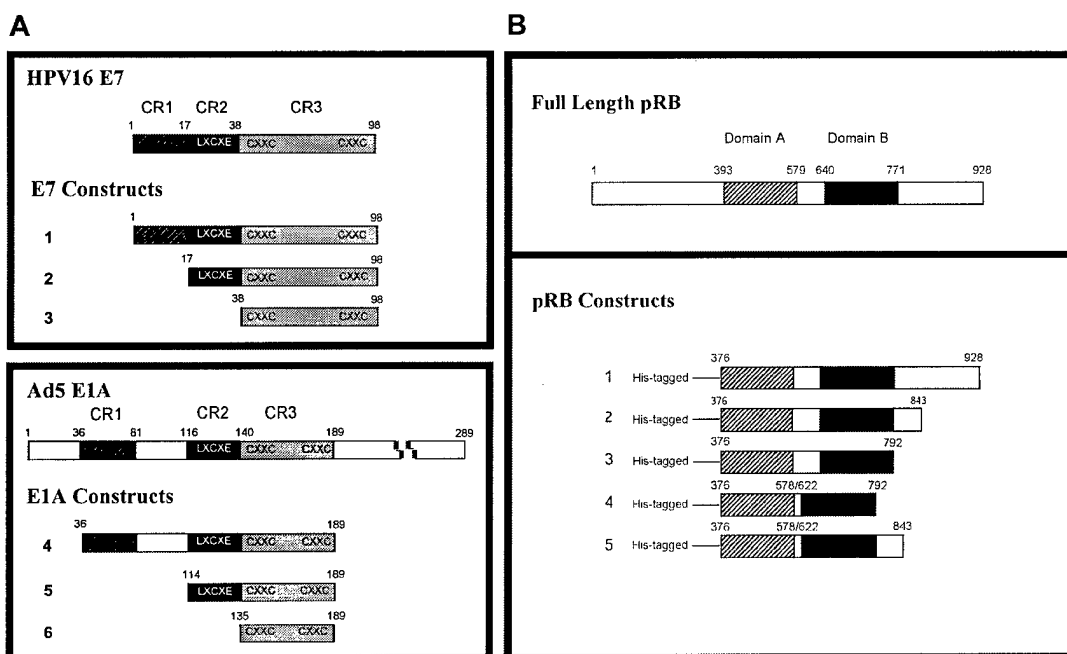 A
HPV16 E7
CR1 CR2 CR3
1 17 38 98
LXCXE CXXC CXXC
E7 Constructs
1 98
1 LXCXE CXXC CXXC
17 98
2 LXCXE CXXC CXXC
38 98
3 CXXC CXXC
Ad5 E1A
CR1 CR2 CR3
1 36 81 116 140 189 289
LXCXE CXXC CXXC
E1A Constructs
36 189
4 LXCXE CXXC CXXC
114 189
5 LXCXE CXXC CXXC
135 189
6 CXXC CXXC
B
Full Length pRB
Domain A Domain B
1 393 579 640 771 928
pRB Constructs
376 928
1 His-tagged
376 843
2 His-tagged
376 792
3 His-tagged
376 578/622 792
4 His-tagged
376 578/622 843
5 His-tagged